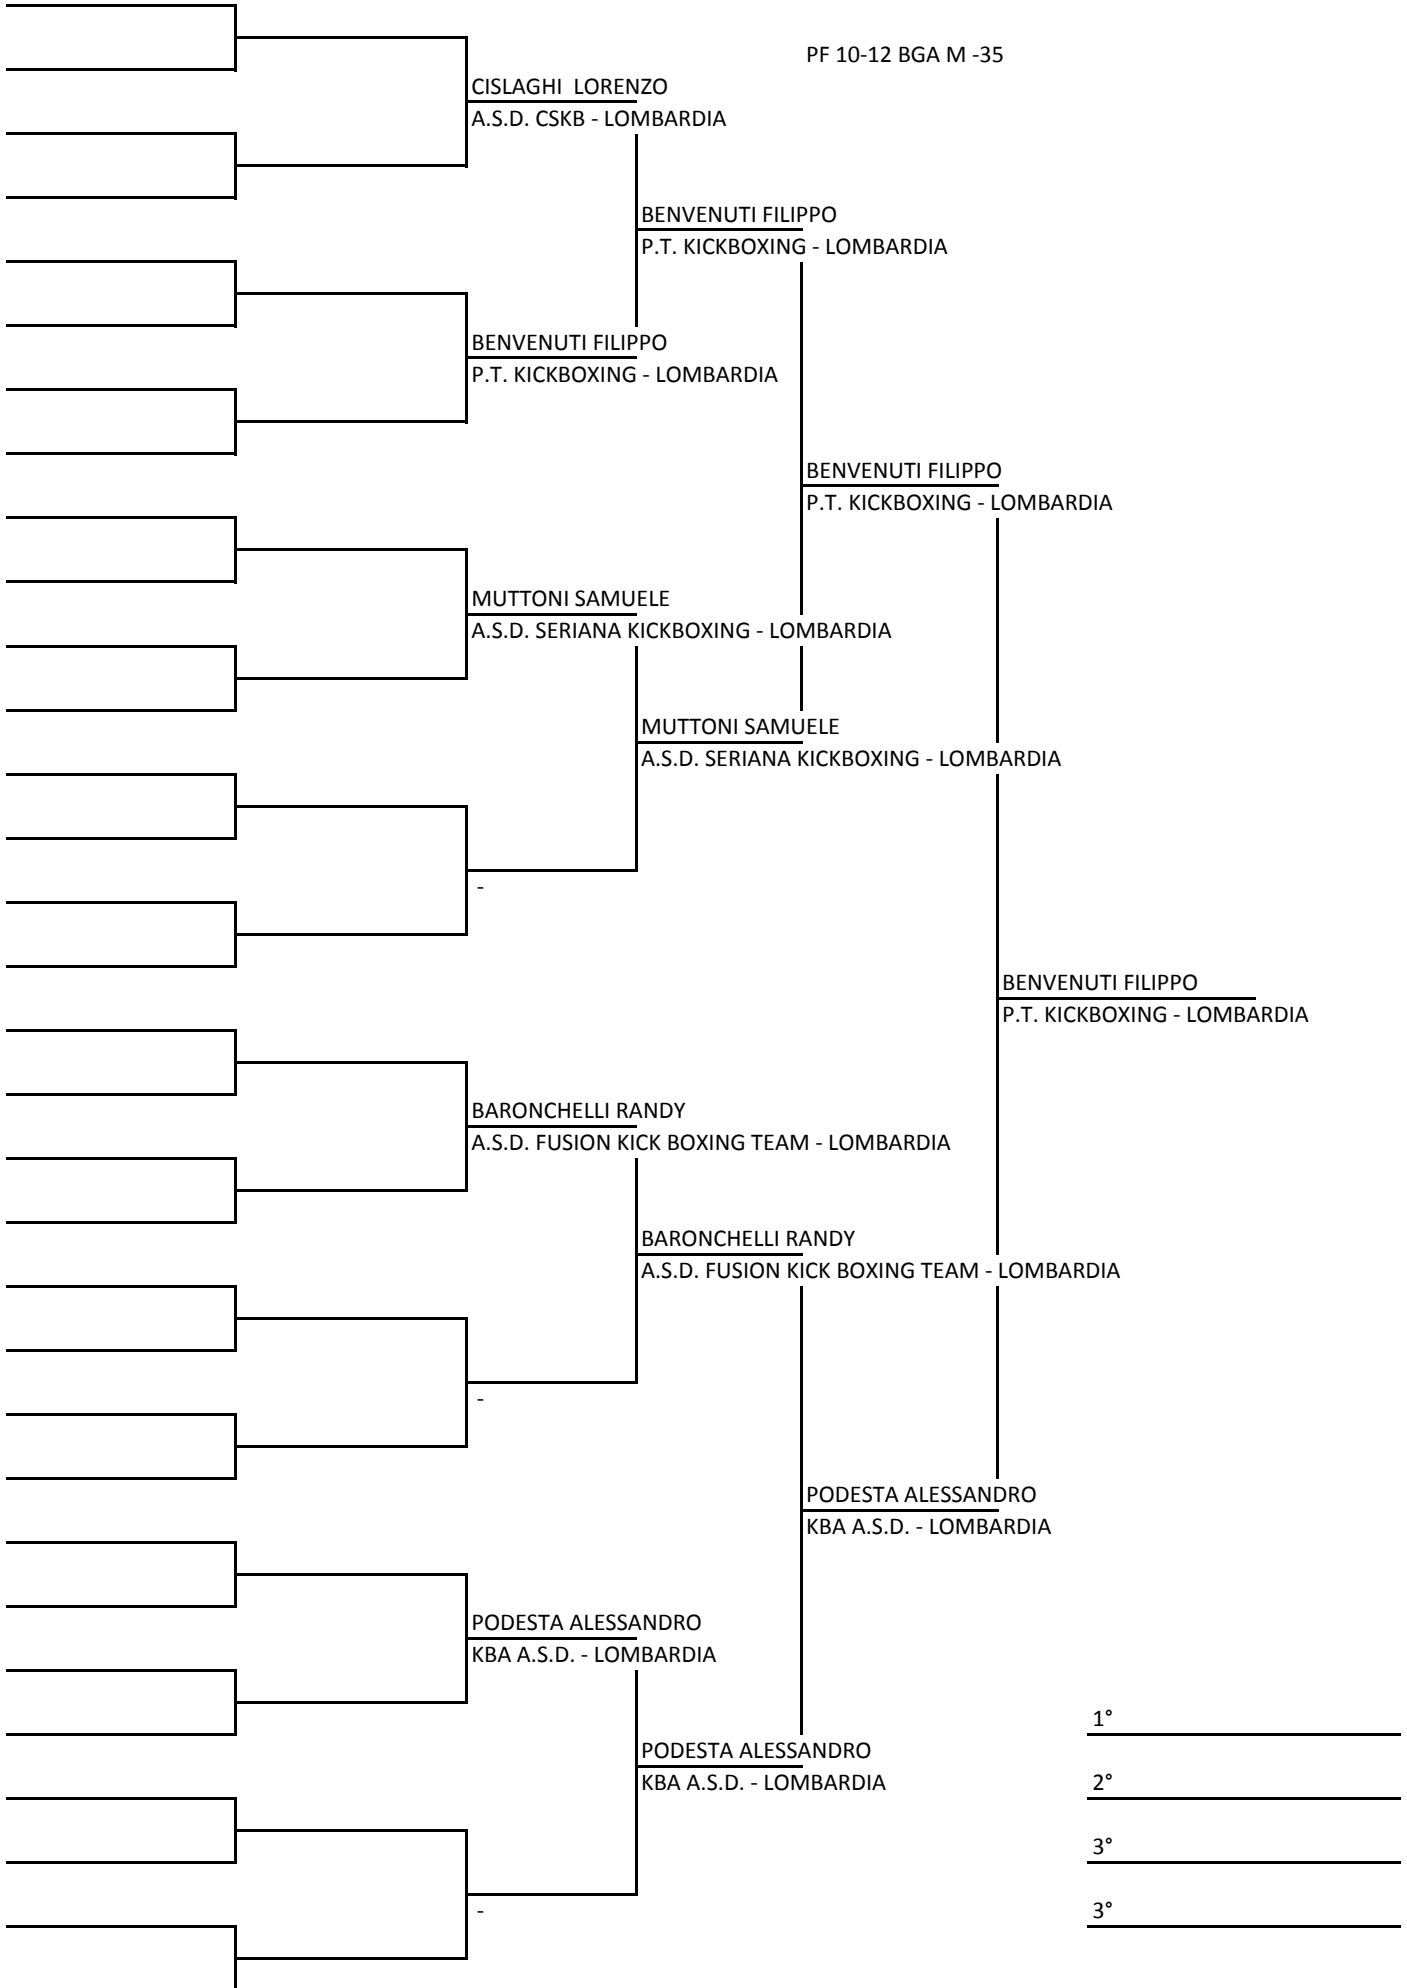 PF 10-12 BGA M -35
CISLAGHI  LORENZO
A.S.D. CSKB - LOMBARDIA
BENVENUTI FILIPPO
P.T. KICKBOXING - LOMBARDIA
BENVENUTI FILIPPO
P.T. KICKBOXING - LOMBARDIA
BENVENUTI FILIPPO
P.T. KICKBOXING - LOMBARDIA
MUTTONI SAMUELE
A.S.D. SERIANA KICKBOXING - LOMBARDIA
MUTTONI SAMUELE
A.S.D. SERIANA KICKBOXING - LOMBARDIA
-
BENVENUTI FILIPPO
P.T. KICKBOXING - LOMBARDIA
BARONCHELLI RANDY
A.S.D. FUSION KICK BOXING TEAM - LOMBARDIA
BARONCHELLI RANDY
A.S.D. FUSION KICK BOXING TEAM - LOMBARDIA
-
PODESTA ALESSANDRO
KBA A.S.D. - LOMBARDIA
PODESTA ALESSANDRO
KBA A.S.D. - LOMBARDIA
1°
PODESTA ALESSANDRO
KBA A.S.D. - LOMBARDIA
2°
3°
-
3°